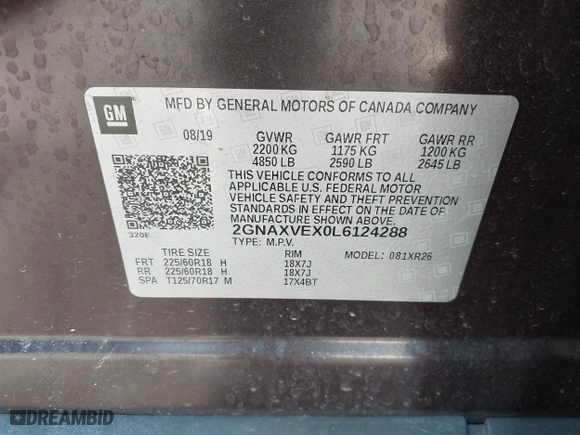 GM
MFD BY GENERAL MOTORS OF CANADA COMPANY
08/19 GVWR GAWR FRT GAWR RR
2200 KG 1175 KG 1200 KG
4850 LB 2590 LB 2645 LB
THIS VEHICLE CONFORMS TO ALL
APPLICABLE U.S. FEDERAL MOTOR
VEHICLE SAFETY AND THEFT PREVENTION
STANDARDS IN EFFECT ON THE DATE OF
MANUFACTURE SHOWN ABOVE.
320E 2GNAXVEX0L6124288
TYPE: M.P.V.
TIRE SIZE RIM MODEL: 081XR26
FRT 225/60R18 H 18X7J
RR 225/60R18 H 18X7J
SPA T125/70R17 M 17X4BT
DREAMBID